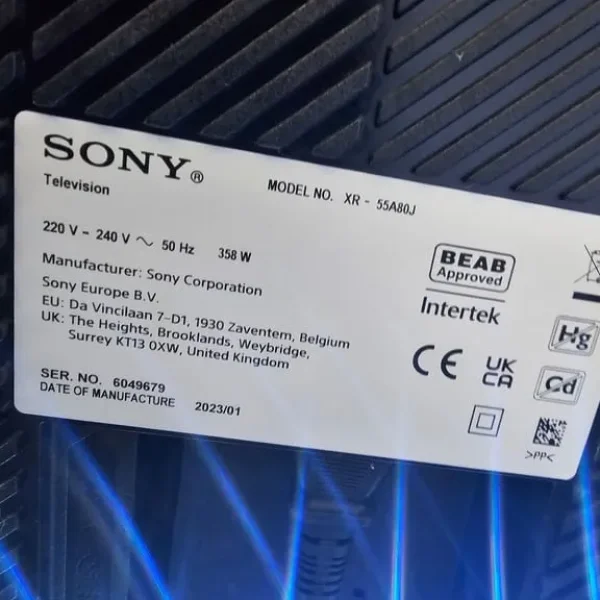 SONY®
Television
MODEL NO. XR - 55A80J
220 V - 240 V ~ 50 Hz 358 W
Manufacturer: Sony Corporation
Sony Europe B.V.
EU: Da Vincilaan 7-D1, 1930 Zaventem, Belgium
UK: The Heights, Brooklands, Weybridge,
Surrey KT13 0XW, United Kingdom
SER. NO. 6049679
DATE OF MANUFACTURE 2023/01
BEAB
Approved
Intertek
CE
UK
CA
Hg
Cd
>PP<